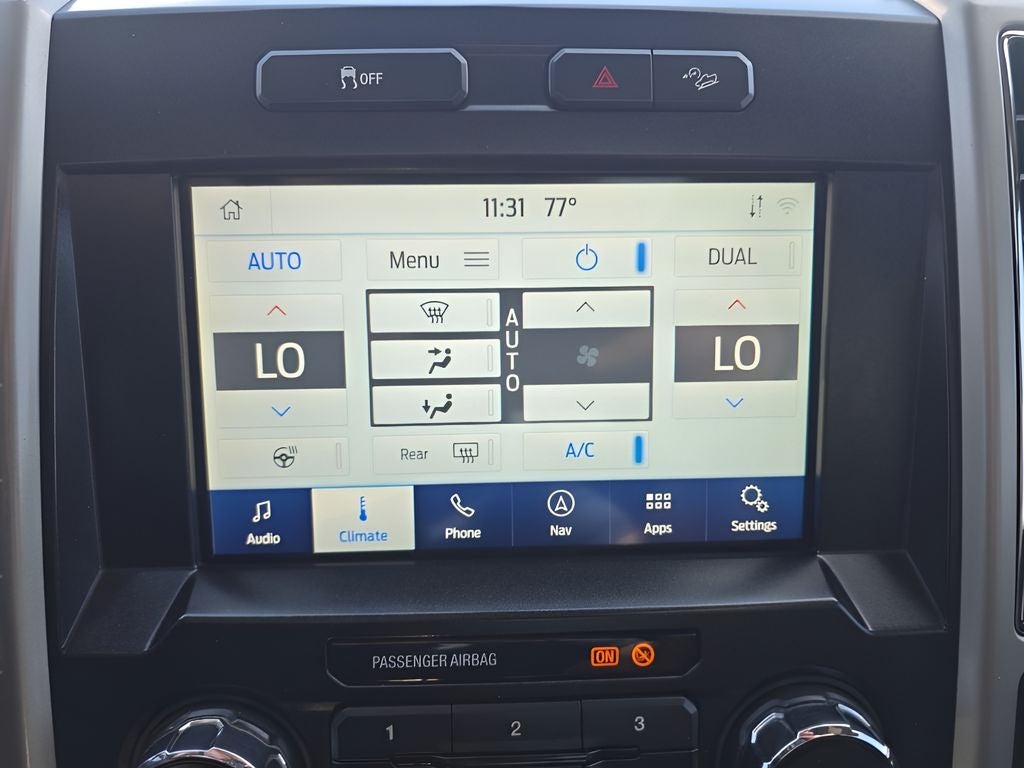 OFF
11:31 77°
AUTO Menu DUAL
LO AUTO LO
Rear A/C
Audio Climate Phone Nav Apps Settings
PASSENGER AIRBAG ON
1 2 3